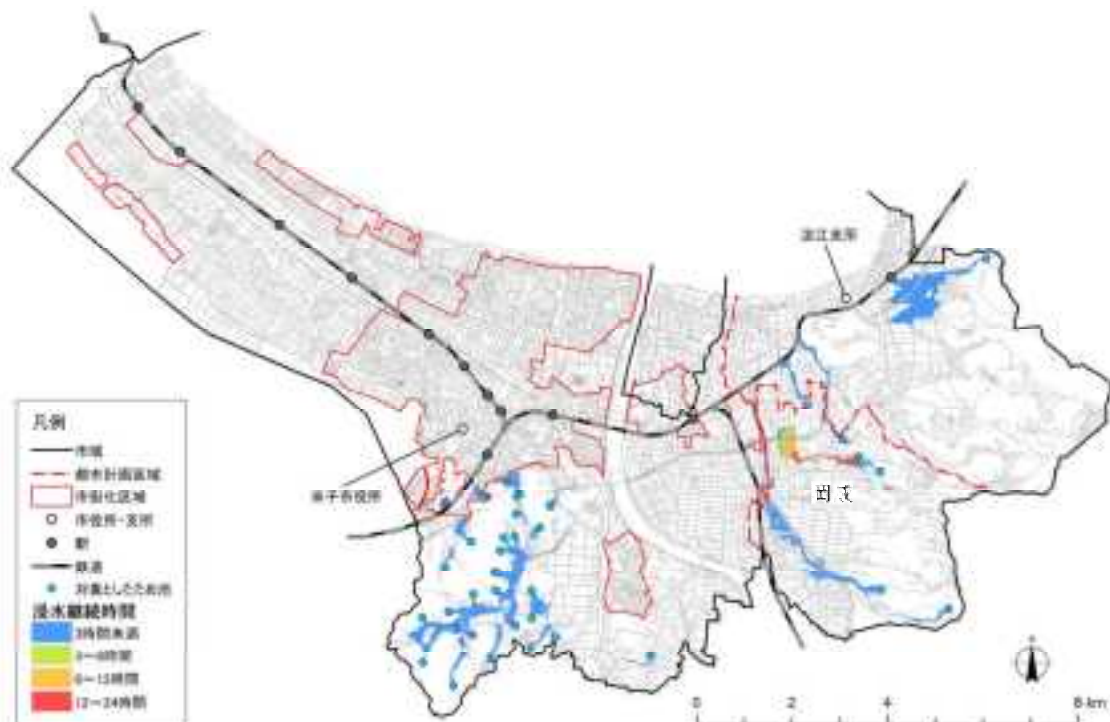 淀江支所
米子市役所
岡成
凡例
市域
都市計画区域
市街化区域
市役所・支所
駅
鉄道
対象としたため池
浸水継続時間
3時間未満
3～6時間
6～12時間
12～24時間
0 2 4 6 8 km